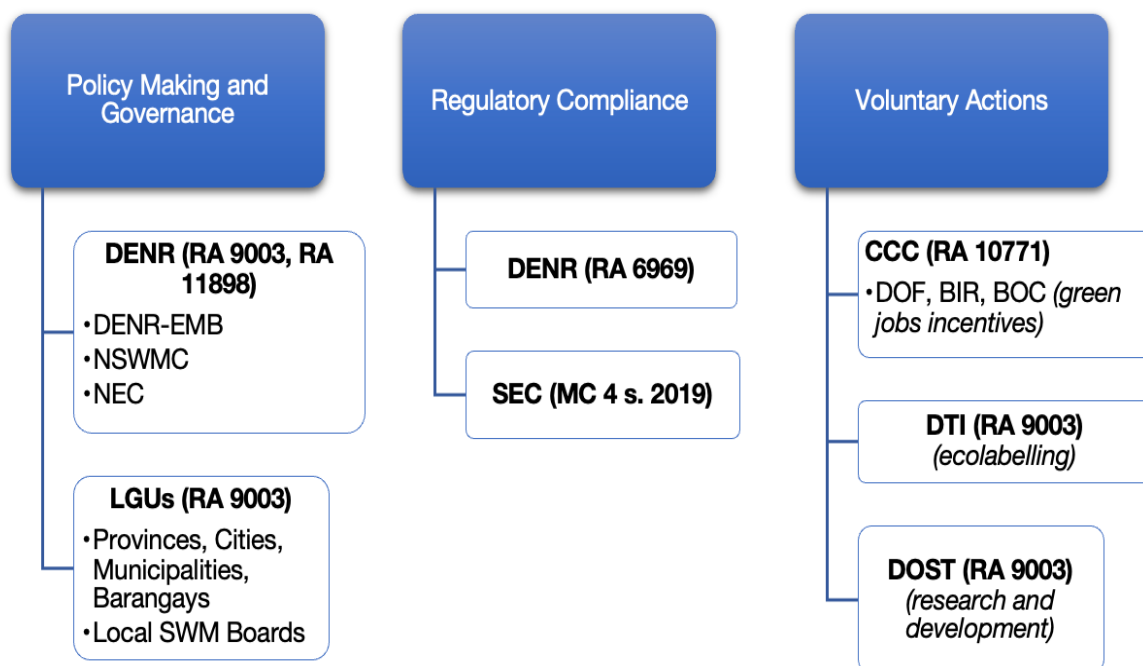 Policy Making and
Governance
DENR (RA 9003, RA
11898)
•DENR-EMB
•NSWMC
•NEC
LGUs (RA 9003)
•Provinces, Cities,
Municipalities,
Barangays
•Local SWM Boards
Regulatory Compliance
DENR (RA 6969)
SEC (MC 4 s. 2019)
Voluntary Actions
CCC (RA 10771)
•DOF, BIR, BOC (green
jobs incentives)
DTI (RA 9003)
(ecolabelling)
DOST (RA 9003)
(research and
development)